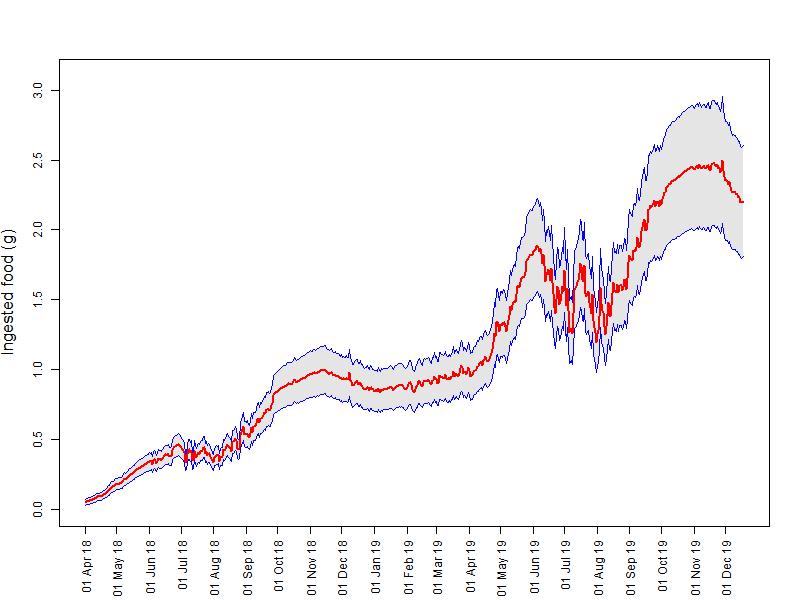 Ingested food (g)
3.0
2.5
2.0
1.5
1.0
0.5
0.0
01 Apr 18
01 May 18
01 Jun 18
01 Jul 18
01 Aug 18
01 Sep 18
01 Oct 18
01 Nov 18
01 Dec 18
01 Jan 19
01 Feb 19
01 Mar 19
01 Apr 19
01 May 19
01 Jun 19
01 Jul 19
01 Aug 19
01 Sep 19
01 Oct 19
01 Nov 19
01 Dec 19